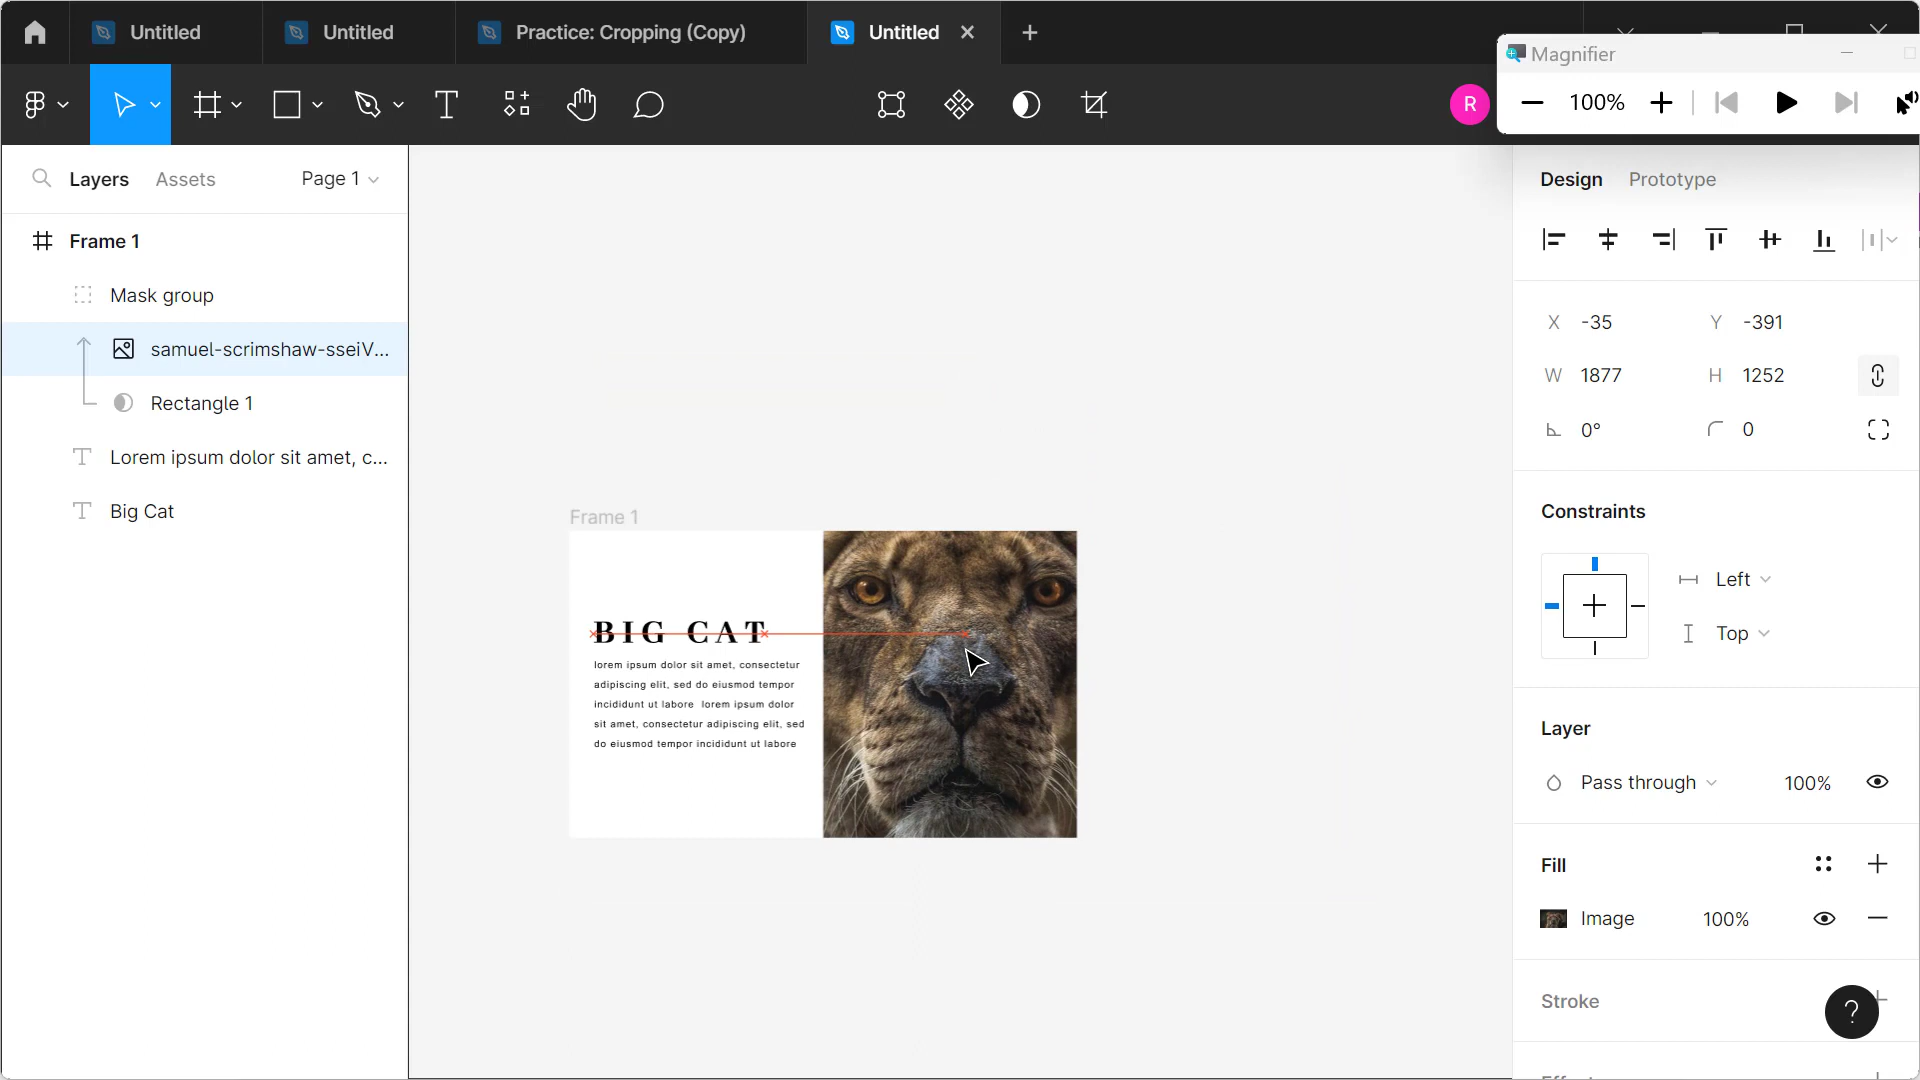 Untitled
Untitled
Practice: Cropping (Copy)
Untitled
Magnifier
R
100%
Layers
Assets
Page 1
Design
Prototype
Frame 1
Mask group
samuel-scrimshaw-sseiV...
Rectangle 1
Lorem ipsum dolor sit amet, c...
Big Cat
Frame 1
BIG CAT
lorem ipsum dolor sit amet, consectetur
adipiscing elit, sed do eiusmod tempor
incididunt ut labore lorem ipsum dolor
sit amet, consectetur adipiscing elit, sed
do eiusmod tempor incididunt ut labore
X -35
Y -391
W 1877
H 1252
0°
0
Constraints
Left
Top
Layer
Pass through
100%
Fill
Image
100%
Stroke
?